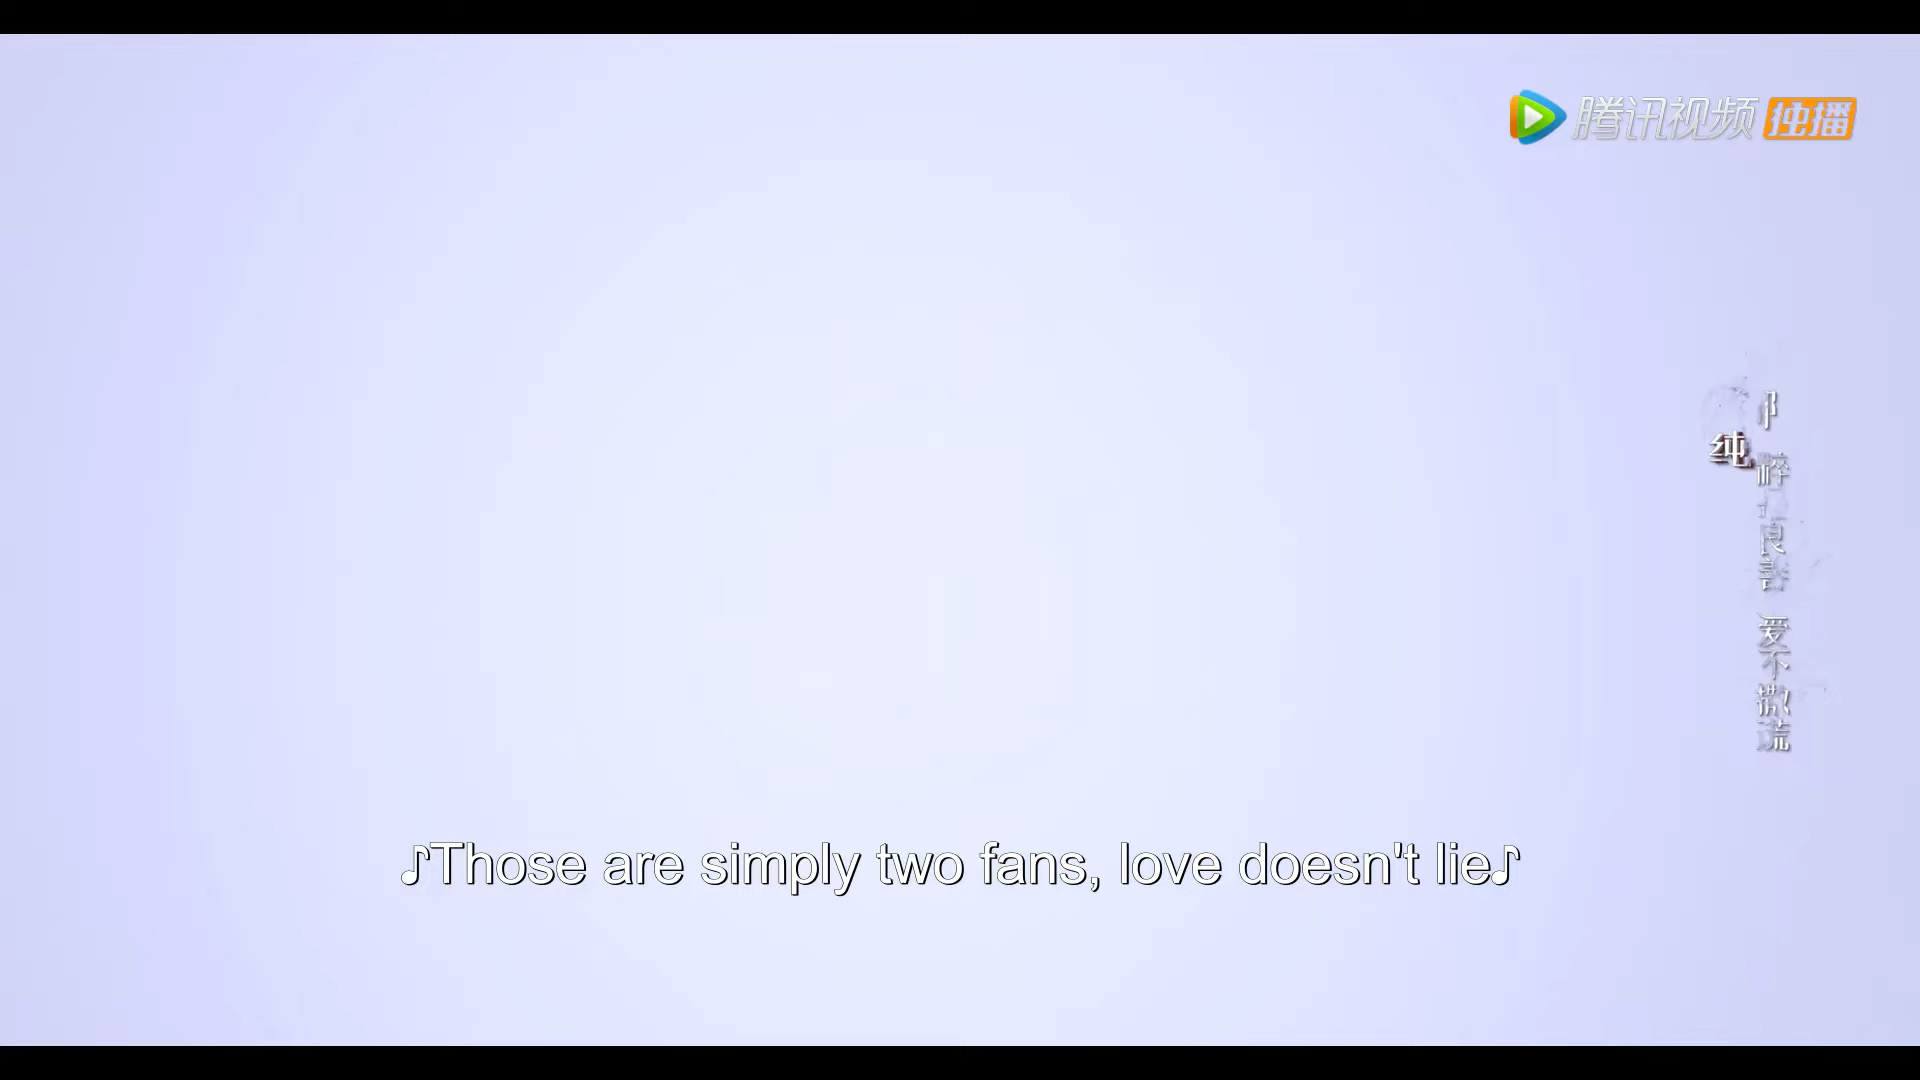 腾讯视频 独播
纯
爱不撒谎
♪Those are simply two fans, love doesn't lie♪